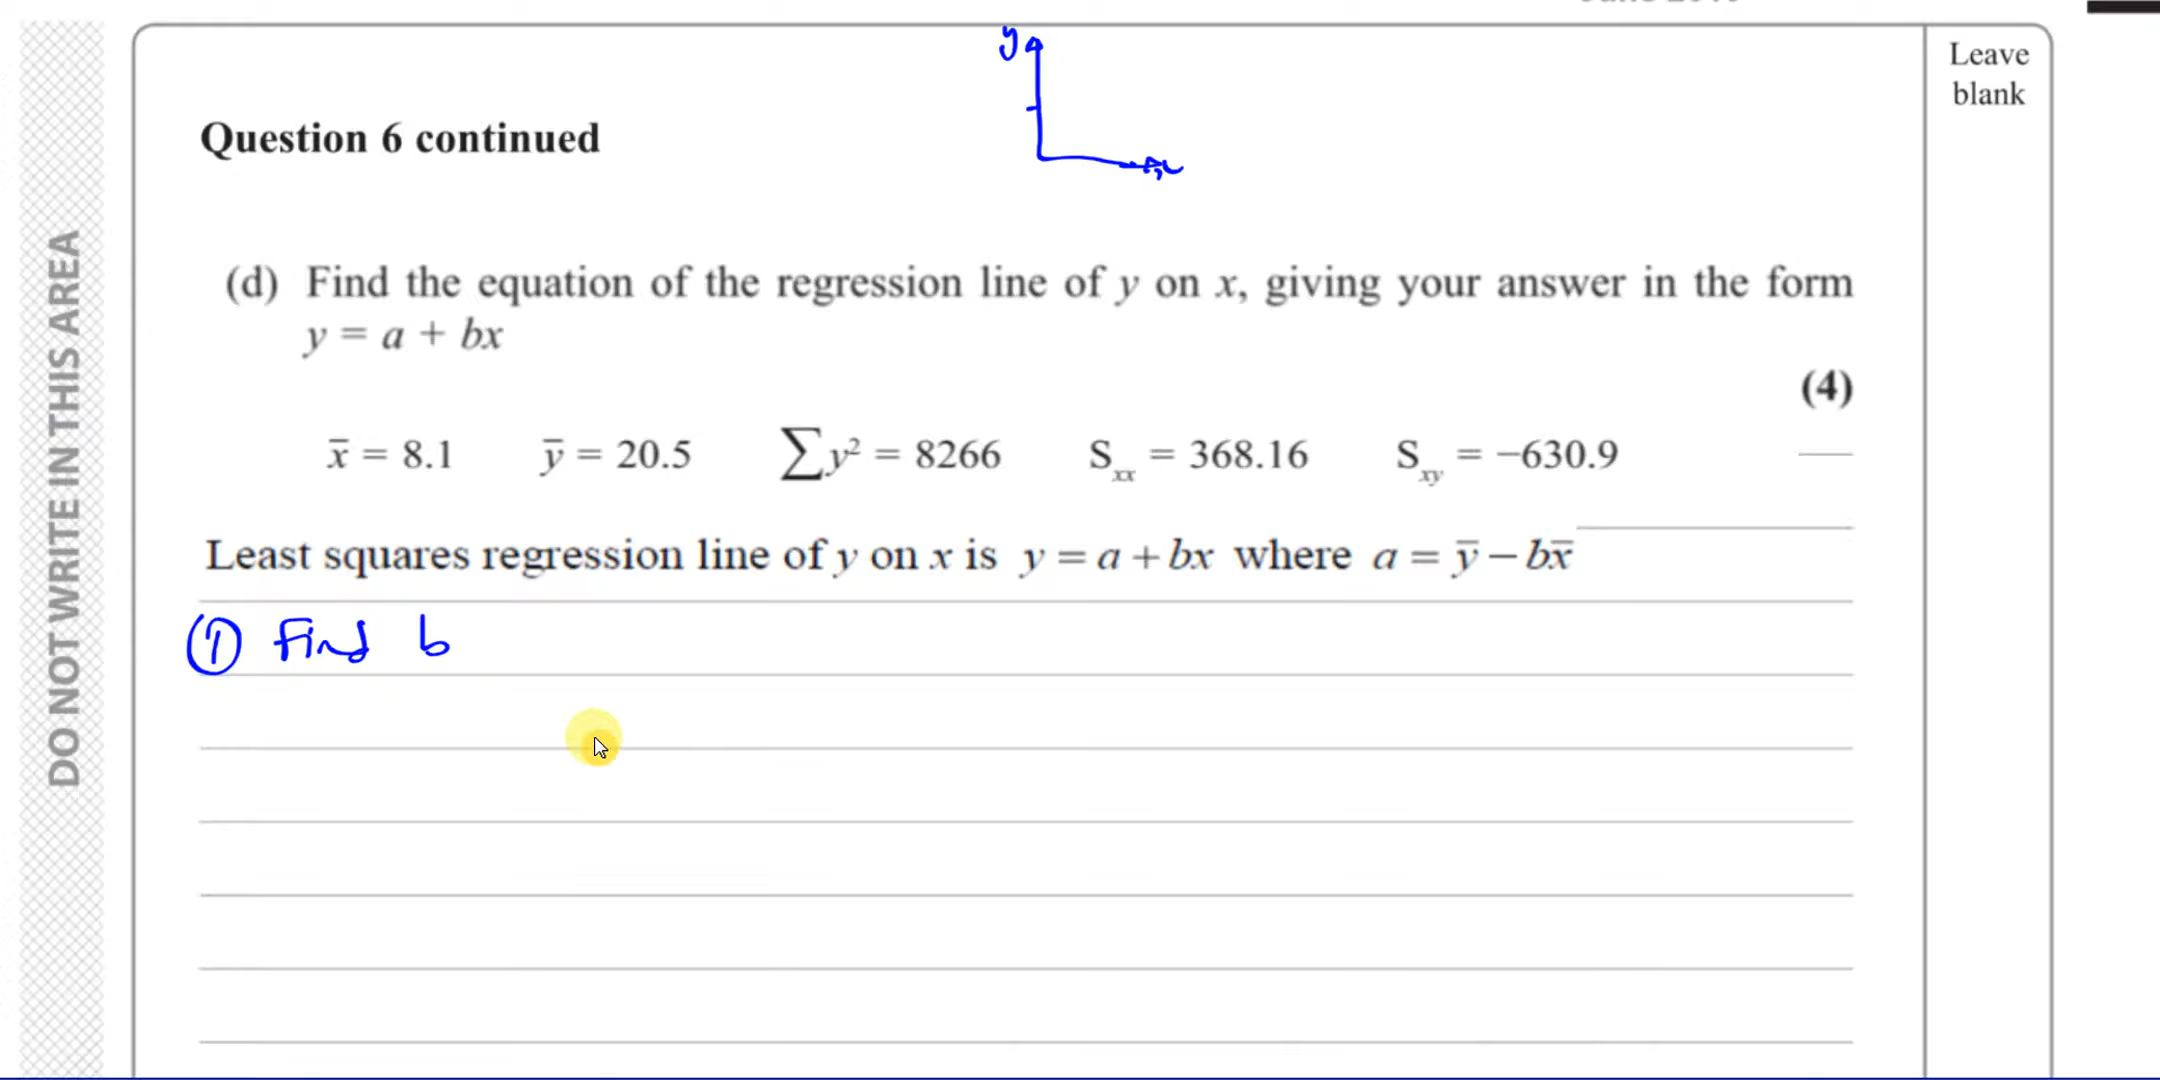 Leave
blank
y
x
Question 6 continued
(d) Find the equation of the regression line of y on x, giving your answer in the form
y = a + bx
(4)
x̄ = 8.1 ȳ = 20.5 ∑y² = 8266 Sxx = 368.16 Sxy = −630.9
Least squares regression line of y on x is y = a + bx where a = ȳ − bx̄
① Find b
DO NOT WRITE IN THIS AREA